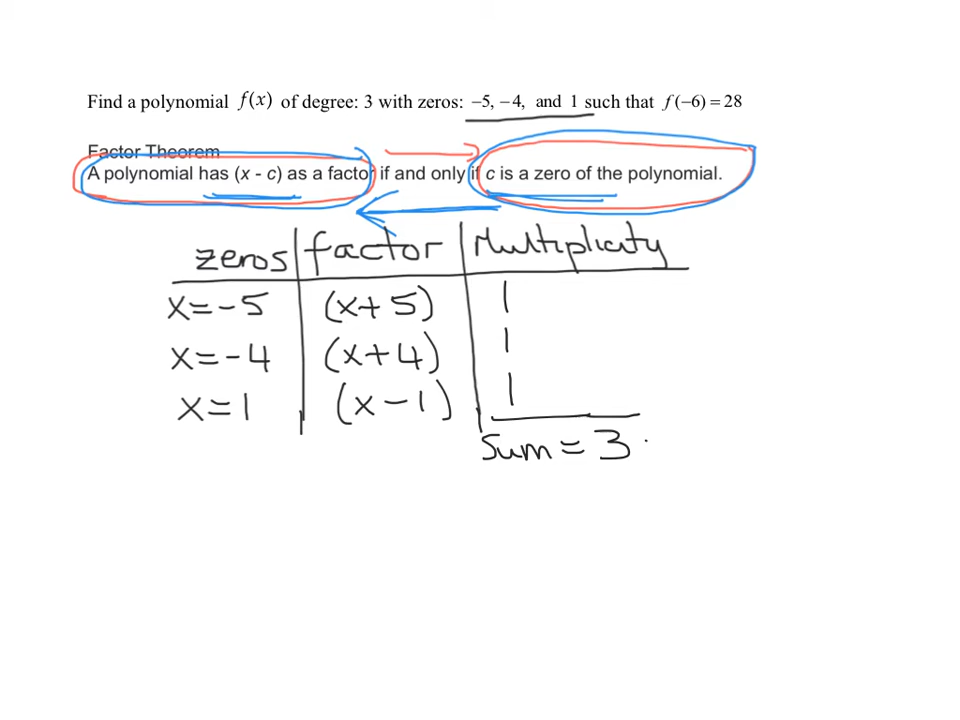 Find a polynomial f(x) of degree: 3 with zeros: −5, −4, and 1 such that f(−6) = 28
Factor Theorem
A polynomial has (x - c) as a factor if and only if c is a zero of the polynomial.
zeros factor Multiplicity
x=-5 (x+5) 1
x=-4 (x+4) 1
x=1 (x-1) 1
Sum = 3